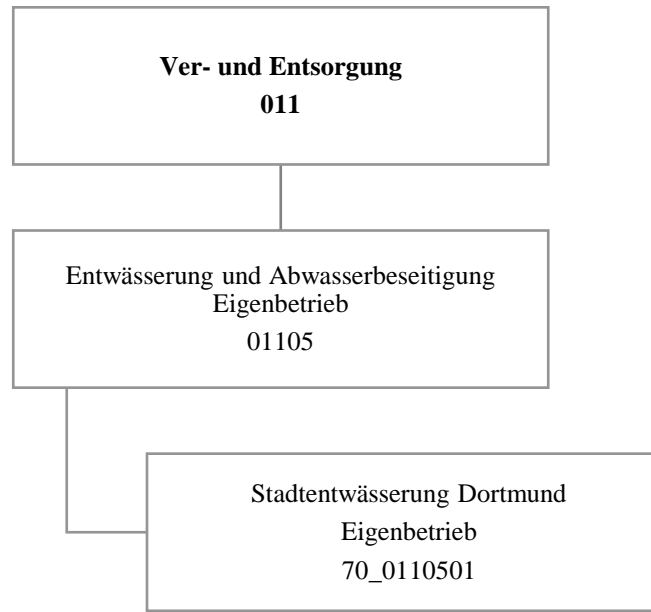 Ver- und Entsorgung
011
Entwässerung und Abwasserbeseitigung
Eigenbetrieb
01105
Stadtentwässerung Dortmund
Eigenbetrieb
70_0110501